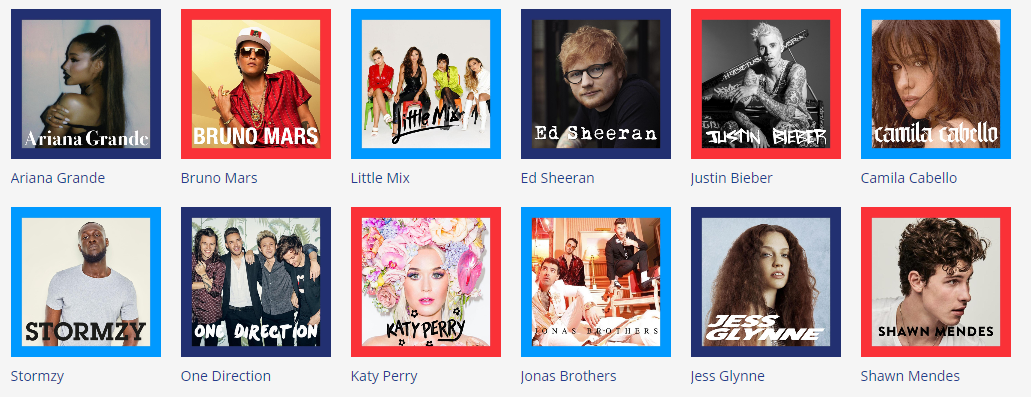 Ariana Grande
BRUNO MARS
Little Mix
Ed Sheeran
JUSTIN BIEBER
camila cabello
Ariana Grande
Bruno Mars
Little Mix
Ed Sheeran
Justin Bieber
Camila Cabello
STORMZY
ONE DIRECTION
KATY PERRY
JONAS BROTHERS
JESS
GLYNNE
SHAWN MENDES
Stormzy
One Direction
Katy Perry
Jonas Brothers
Jess Glynne
Shawn Mendes